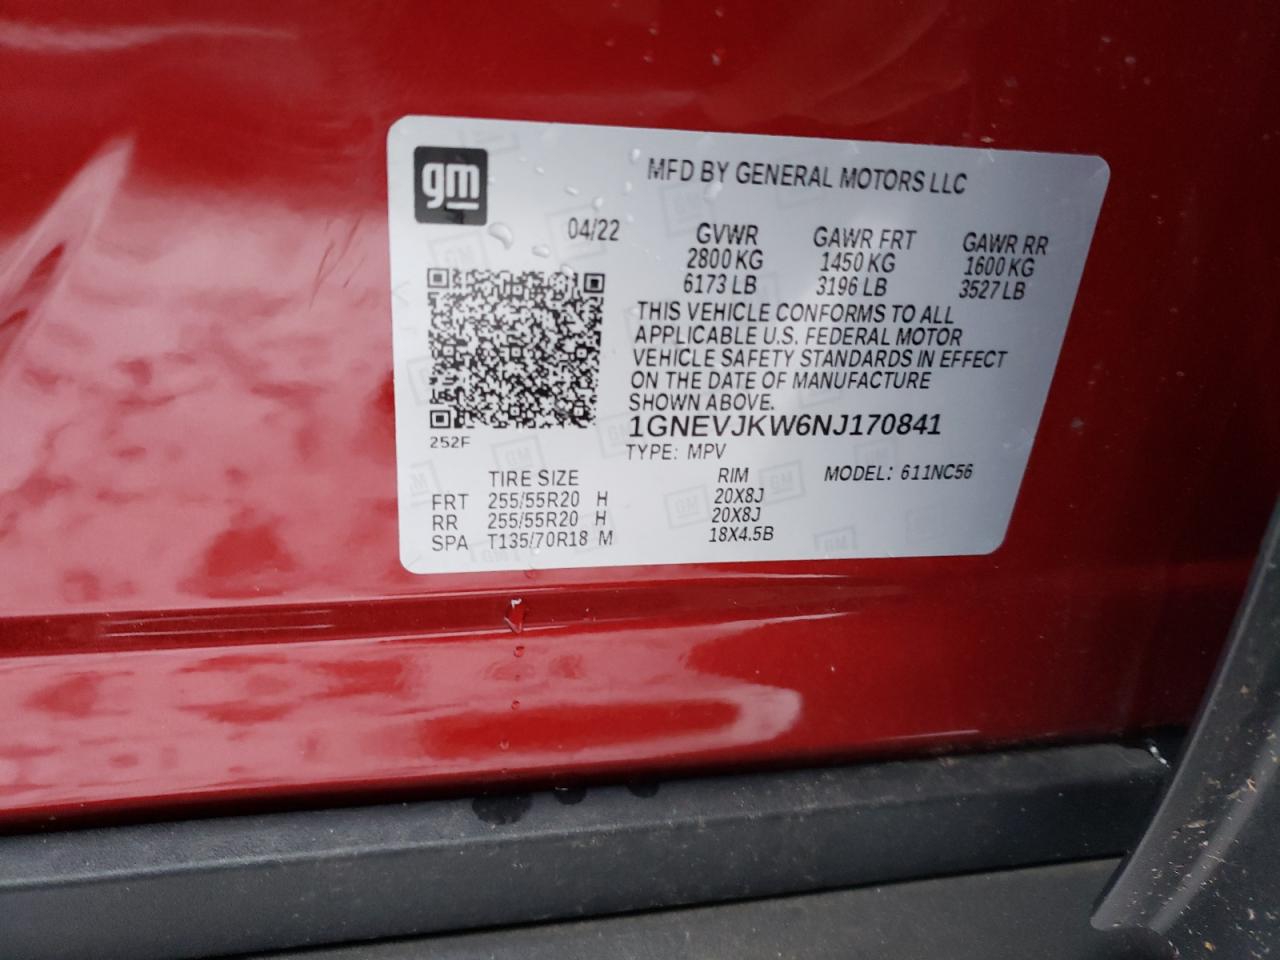 gm
MFD BY GENERAL MOTORS LLC
04/22 GVWR GAWR FRT GAWR RR
2800 KG 1450 KG 1600 KG
6173 LB 3196 LB 3527 LB
THIS VEHICLE CONFORMS TO ALL
APPLICABLE U.S. FEDERAL MOTOR
VEHICLE SAFETY STANDARDS IN EFFECT
ON THE DATE OF MANUFACTURE
SHOWN ABOVE.
1GNEVJKW6NJ170841
252F
TYPE: MPV
TIRE SIZE RIM MODEL: 611NC56
FRT 255/55R20 H 20X8J
RR 255/55R20 H 20X8J
SPA T135/70R18 M 18X4.5B